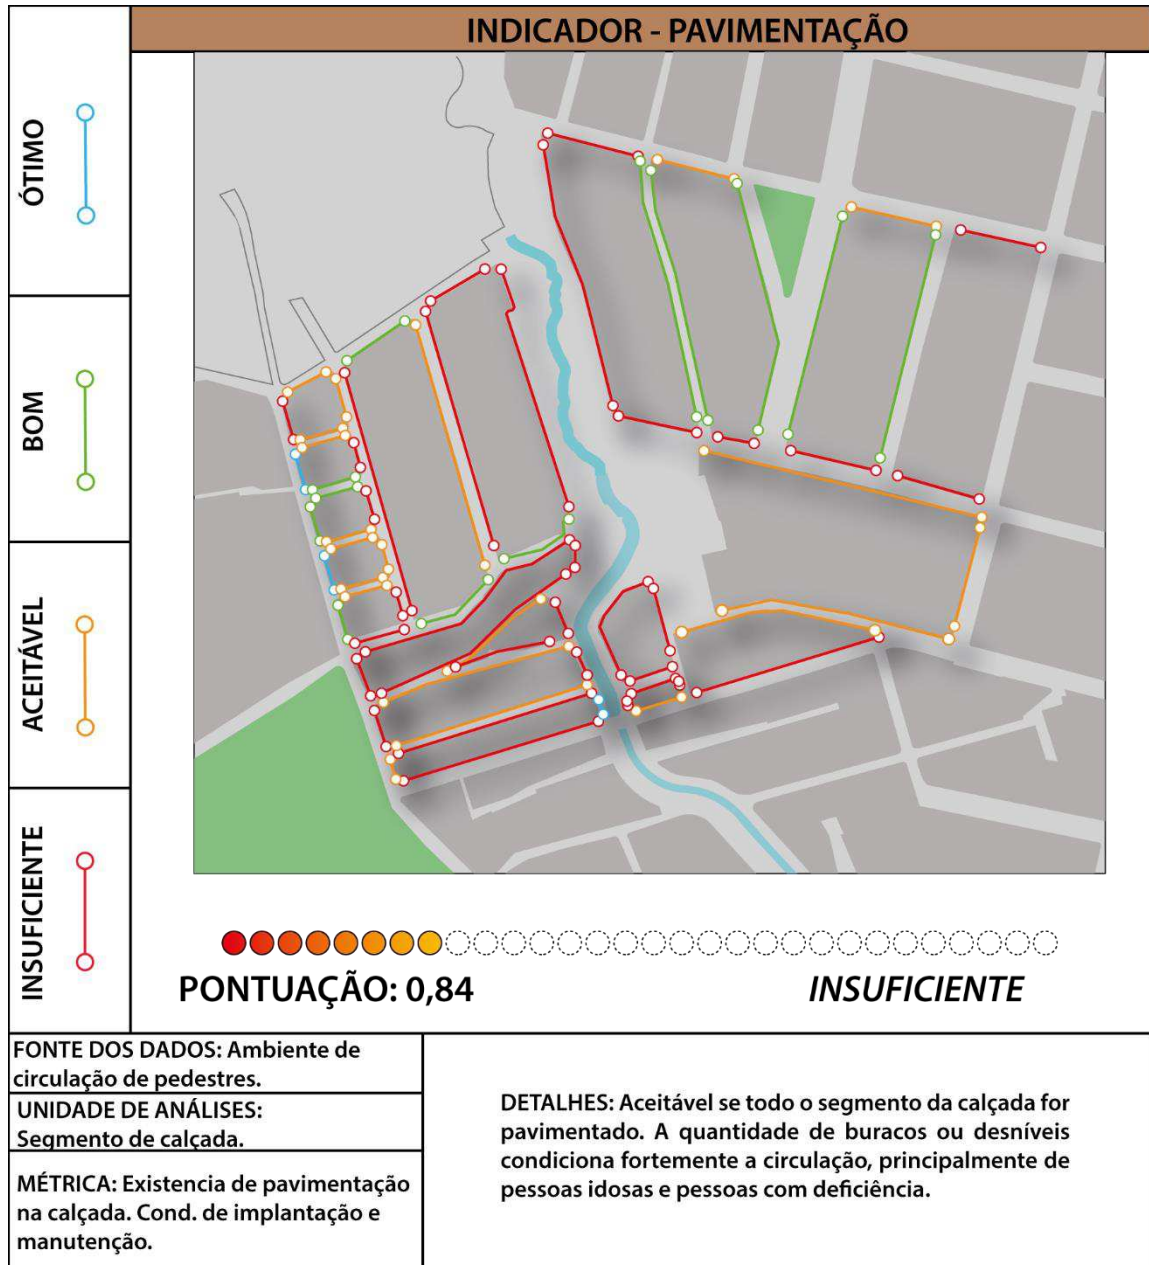 INDICADOR - PAVIMENTAÇÃO
ÓTIMO
BOM
ACEITÁVEL
INSUFICIENTE
PONTUAÇÃO: 0,84
INSUFICIENTE
FONTE DOS DADOS: Ambiente de
circulação de pedestres.
UNIDADE DE ANÁLISES:
Segmento de calçada.
MÉTRICA: Existencia de pavimentação
na calçada. Cond. de implantação e
manutenção.
DETALHES: Aceitável se todo o segmento da calçada for
pavimentado. A quantidade de buracos ou desníveis
condiciona fortemente a circulação, principalmente de
pessoas idosas e pessoas com deficiência.